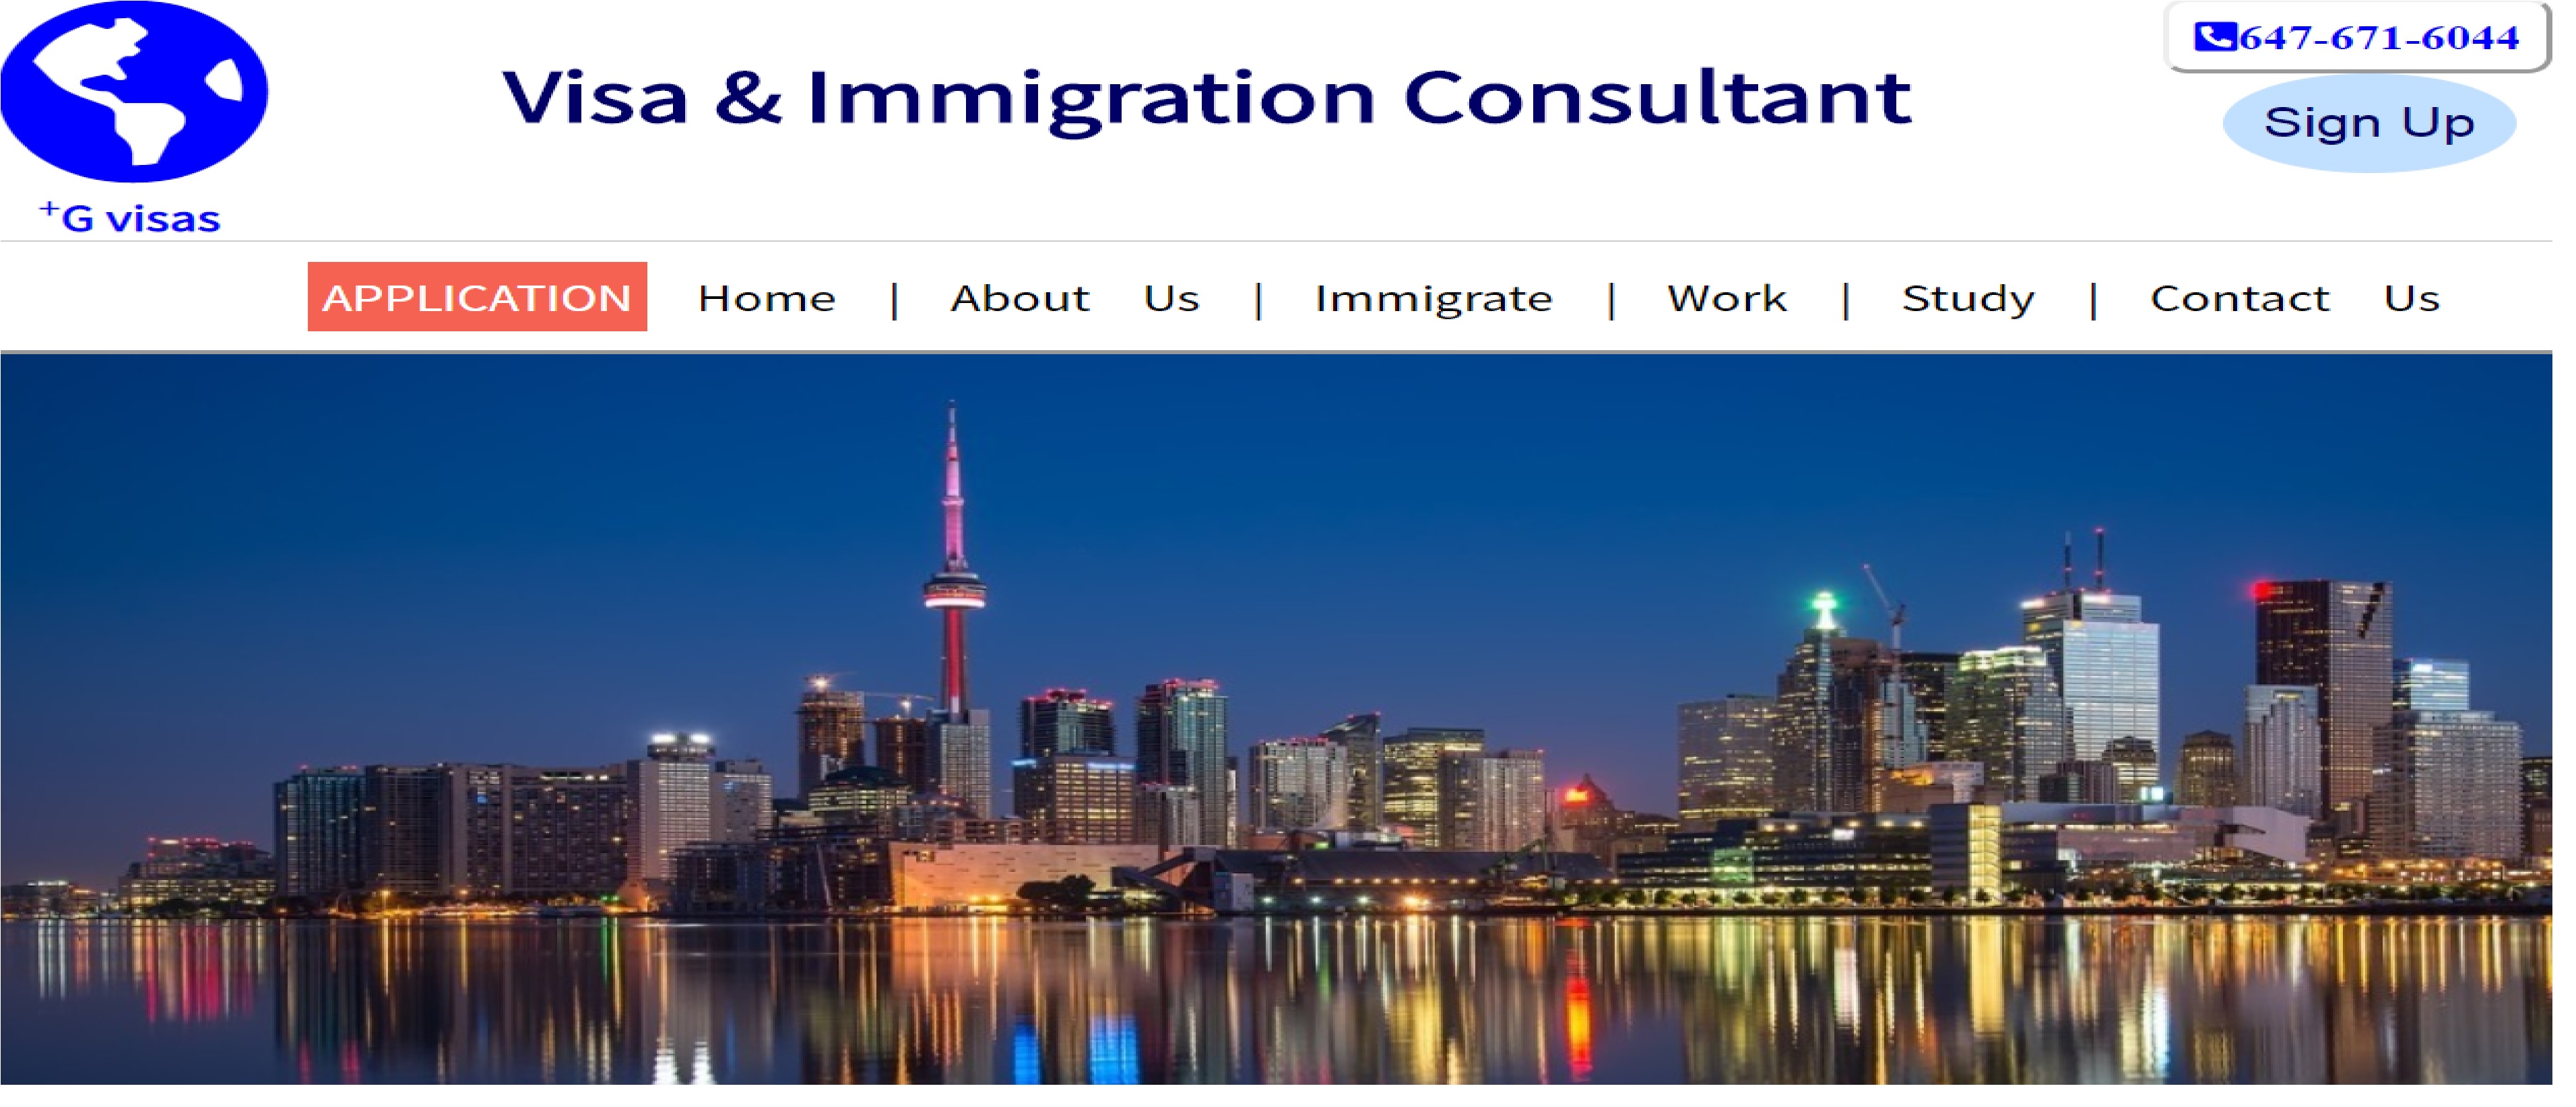 647-671-6044
Visa & Immigration Consultant
Sign Up
+G visas
APPLICATION Home | About Us | Immigrate | Work | Study | Contact Us